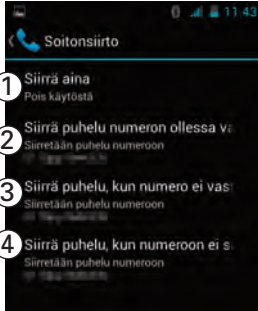 11.43
Soitonsiirto
1 Siirrä aina
Pois käytöstä
2 Siirrä puhelu numeron ollessa va
Siirretään puhelu numeroon
3 Siirrä puhelu, kun numero ei vas
Siirretään puhelu numeroon
4 Siirrä puhelu, kun numeroon ei s
Siirretään puhelu numeroon